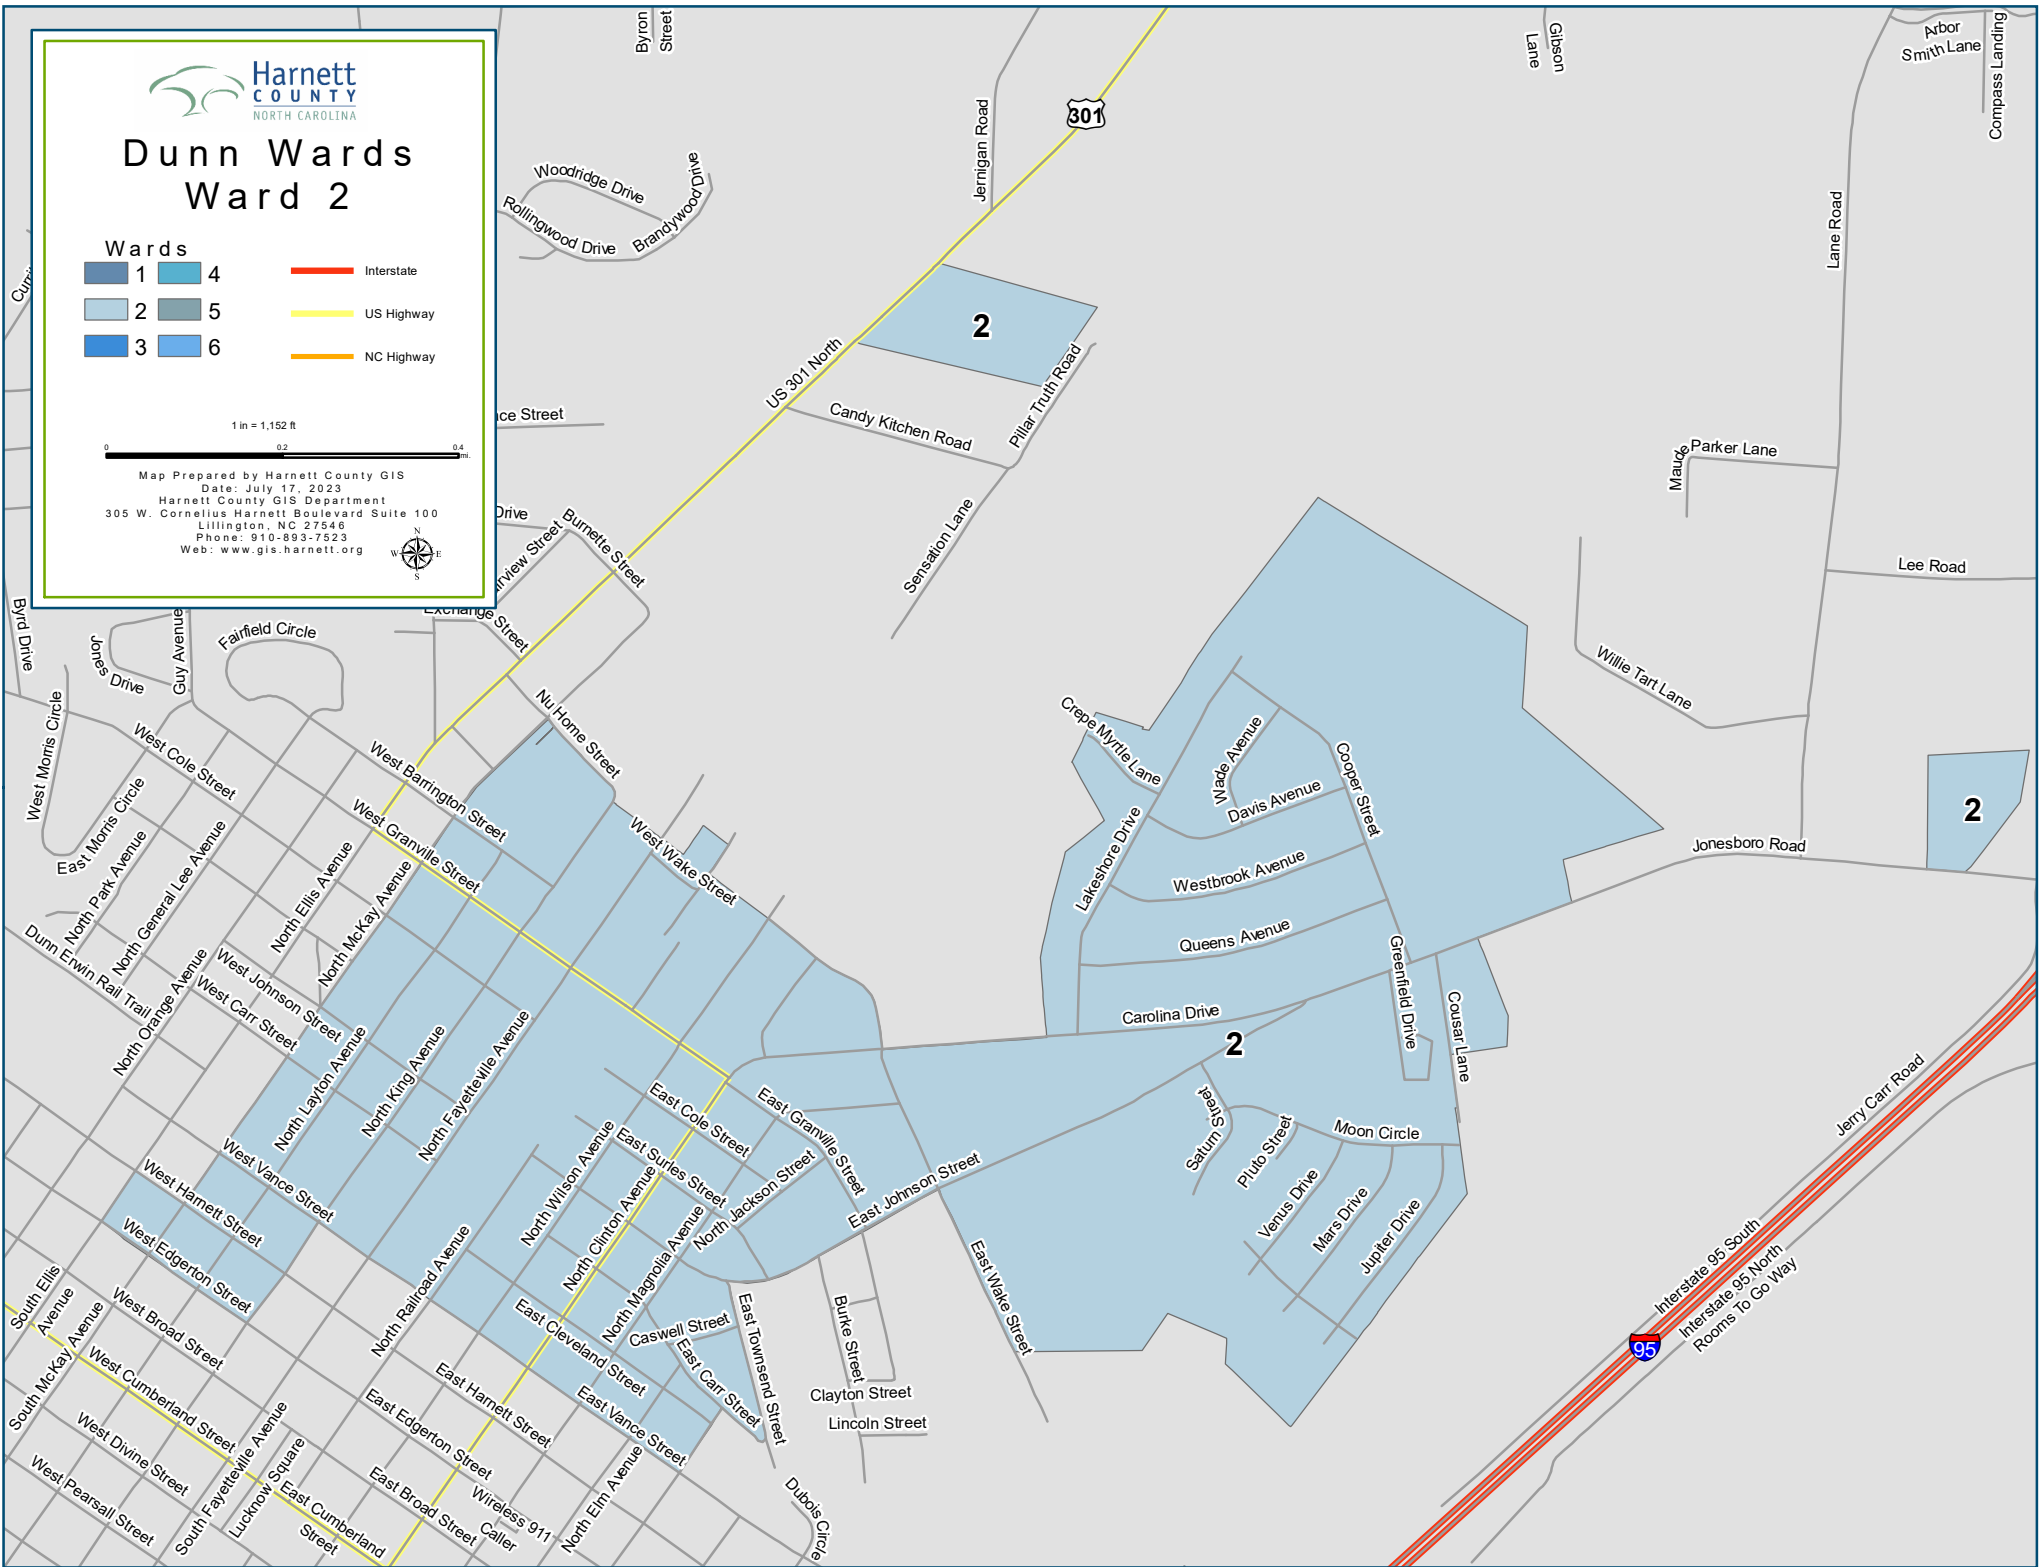 Harnett
COUNTY
NORTH CAROLINA
Dunn Wards
Ward 2
Wards
1
4
2
5
3
6
Interstate
US Highway
NC Highway
1 in = 1,152 ft
0
0.2
0.4
mi.
Map Prepared by Harnett County GIS
Date: July 17, 2023
Harnett County GIS Department
305 W. Cornelius Harnett Boulevard Suite 100
Lillington, NC 27546
Phone: 910-893-7523
Web: www.gis.harnett.org
N
W
E
S
Byron
Street
Gibson
Lane
Arbor
Smith Lane
Compass Landing
301
Jernigan Road
Woodridge Drive
Rollingwood Drive
Brandywood Drive
Lane Road
2
US 301 North
Candy Kitchen Road
Pillar Truth Road
Sensation Lane
Maude
Parker Lane
Lee Road
Willie Tart Lane
2
Jonesboro Road
Drive
Burnette Street
Exchange Street
Byrd Drive
Jones
Drive
Guy Avenue
Fairfield Circle
West Morris Circle
East Morris Circle
West Cole Street
Nu Home Street
West Barrington Street
West Granville Street
West Wake Street
North Park Avenue
North General Lee Avenue
North Ellis Avenue
North McKay Avenue
Dunn Erwin Rail Trail
North Orange Avenue
West Johnson Street
West Carr Street
North Layton Avenue
North King Avenue
North Fayetteville Avenue
Crepe Myrtle Lane
Wade Avenue
Cooper Street
Davis Avenue
Lakeshore Drive
Westbrook Avenue
Queens Avenue
Greenfield Drive
Cousar Lane
Carolina Drive
2
Saturn Street
Pluto Street
Moon Circle
Venus Drive
Mars Drive
Jupiter Drive
East Cole Street
East Granville Street
East Surles Street
North Wilson Avenue
North Clinton Avenue
North Magnolia Avenue
North Jackson Street
East Johnson Street
East Wake Street
West Vance Street
West Harnett Street
West Edgerton Street
North Railroad Avenue
East Cleveland Street
Caswell Street
East Carr Street
East Townsend Street
Burke Street
Clayton Street
Lincoln Street
East Vance Street
East Harnett Street
East Edgerton Street
East Broad Street
Wireless 911
Caller
North Elm Avenue
Dubois Circle
South Ellis
Avenue
South McKay Avenue
West Broad Street
West Cumberland Street
West Divine Street
West Pearsall Street
South Fayetteville Avenue
Lucknow Square
East Cumberland
Street
Jerry Carr Road
Interstate 95 South
Interstate 95 North
Rooms To Go Way
95